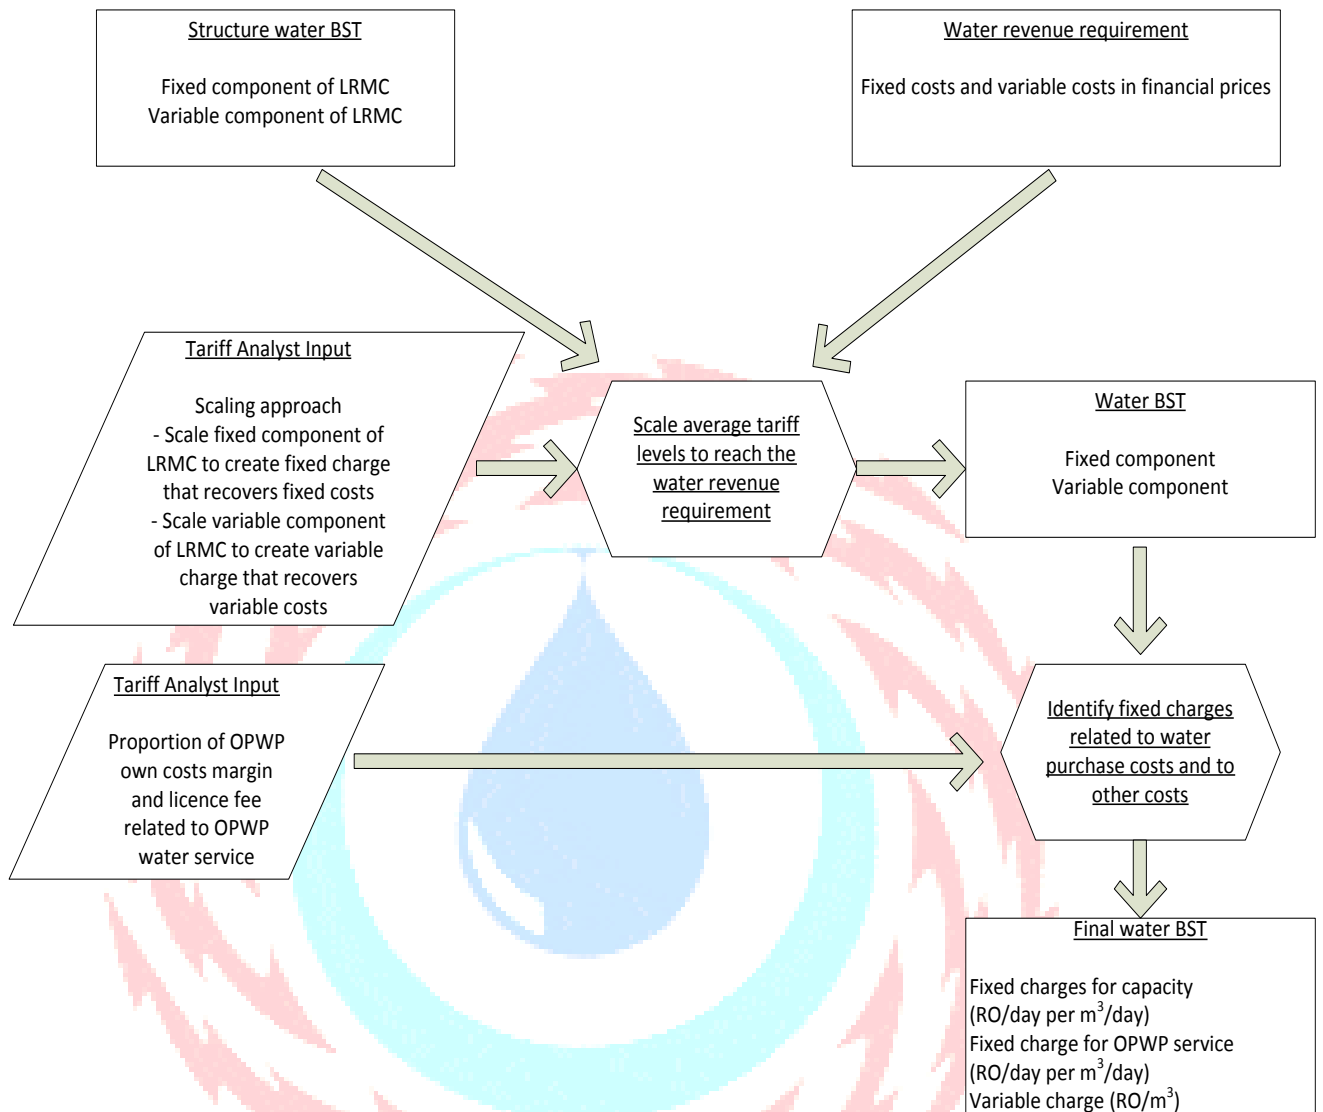 Structure water BST
Fixed component of LRMC
Variable component of LRMC
Water revenue requirement
Fixed costs and variable costs in financial prices
Tariff Analyst Input
Scaling approach
- Scale fixed component of
LRMC to create fixed charge
that recovers fixed costs
- Scale variable component
of LRMC to create variable
charge that recovers
variable costs
Scale average tariff
levels to reach the
water revenue
requirement
Water BST
Fixed component
Variable component
Tariff Analyst Input
Proportion of OPWP
own costs margin
and licence fee
related to OPWP
water service
Identify fixed charges
related to water
purchase costs and to
other costs
Final water BST
Fixed charges for capacity
(RO/day per m³/day)
Fixed charge for OPWP service
(RO/day per m³/day)
Variable charge (RO/m³)